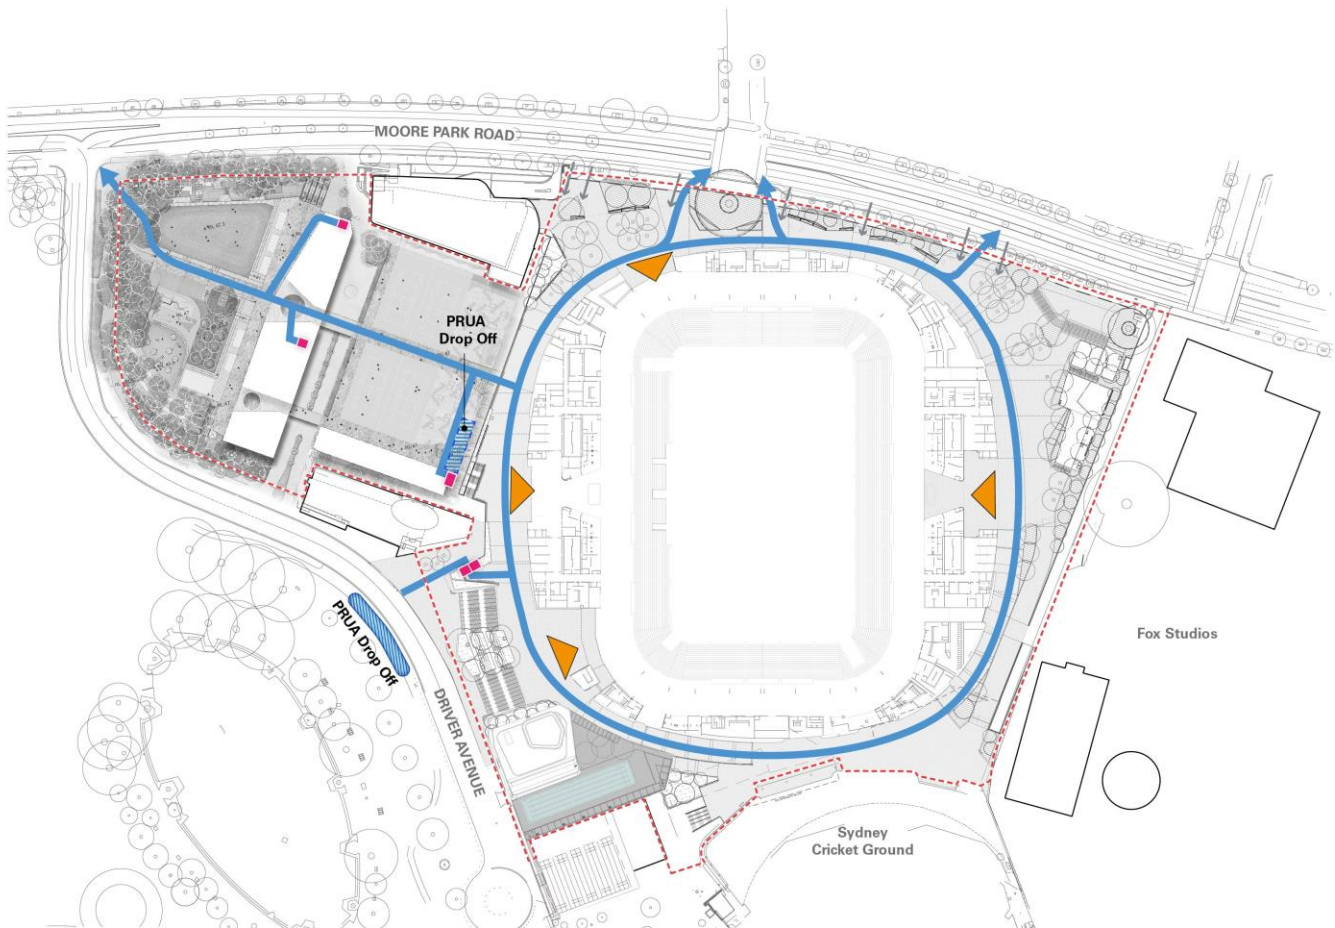 MOORE PARK ROAD
PRUA
Drop Off
PRUA Drop Off
DRIVER AVENUE
Fox Studios
Sydney
Cricket Ground